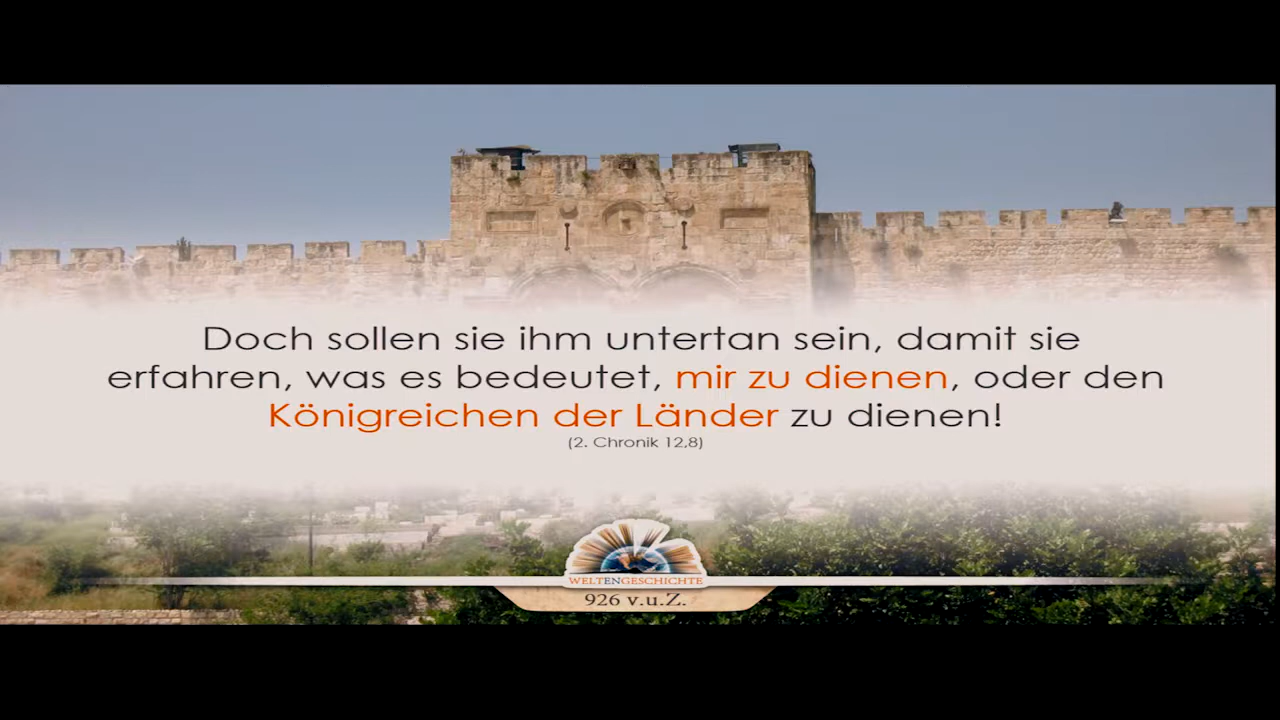 Doch sollen sie ihm untertan sein, damit sie
erfahren, was es bedeutet, mir zu dienen, oder den
Königreichen der Länder zu dienen!
(2. Chronik 12,8)
WELTENGESCHICHTE
926 v.u.Z.